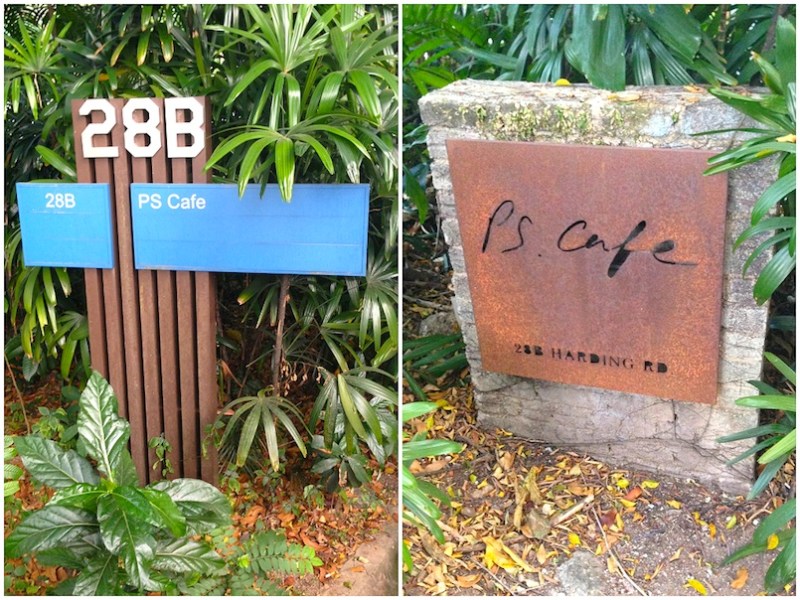 28B
28B
PS Cafe
PS. Cafe
28B HARDING RD